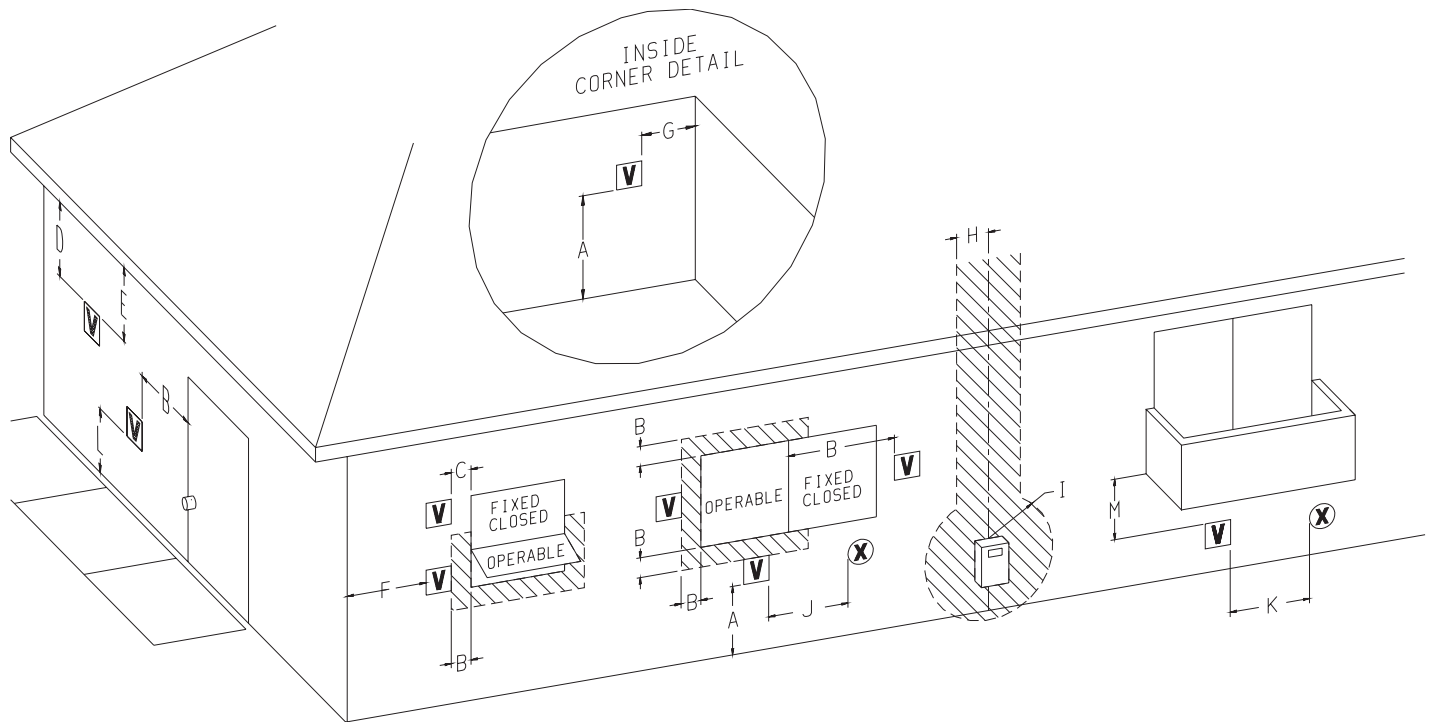 INSIDE
CORNER DETAIL
G
V
A
H
D
E
V
B
V
L
C
V
FIXED
CLOSED
OPERABLE
V
F
B
B
B
V
OPERABLE
FIXED
CLOSED
V
B
V
X
B
A
J
I
M
V
X
K